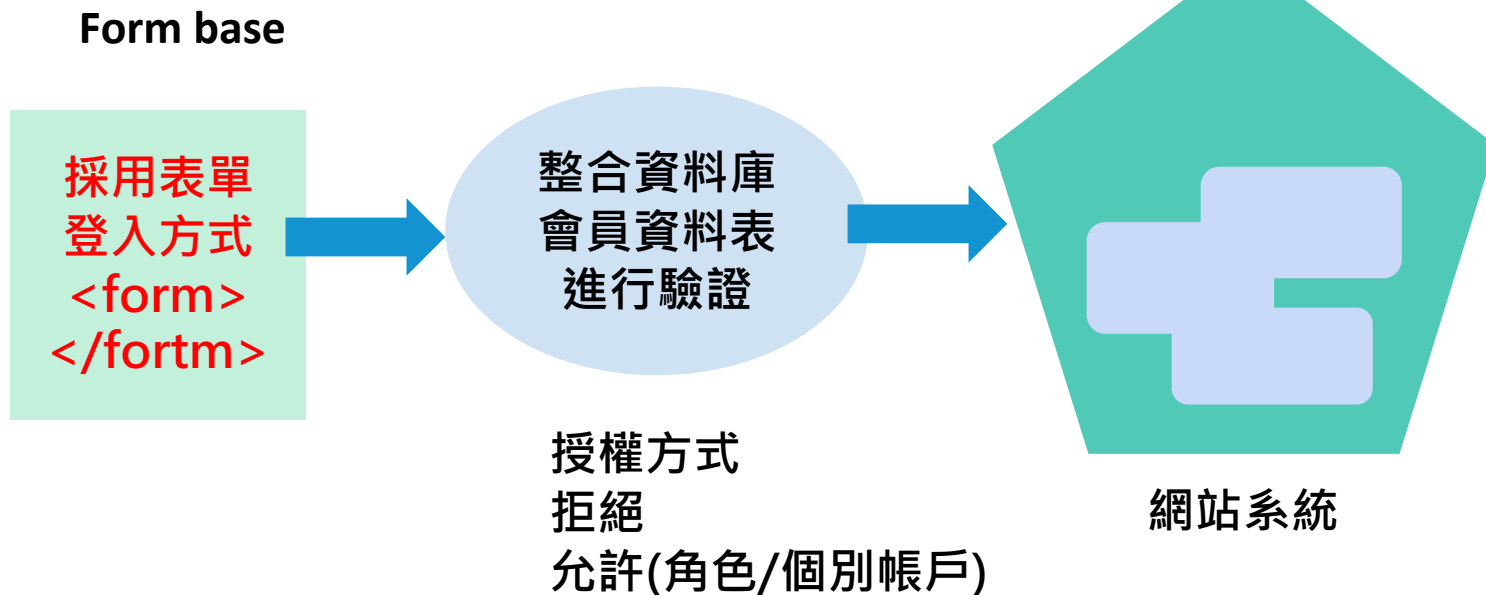 Form base
採用表單
登入方式
<form>
</fortm>
整合資料庫
會員資料表
進行驗證
授權方式
拒絕
允許(角色/個別帳戶)
網站系統